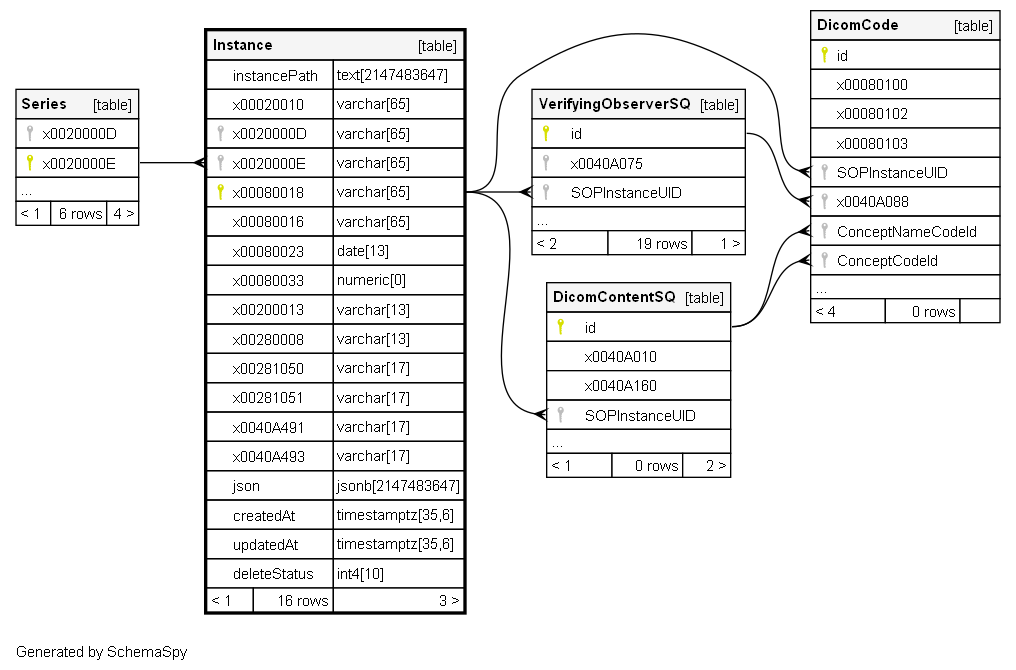 Series [table]
x0020000D
x0020000E
...
< 1 6 rows 4 >
Instance [table]
instancePath text[2147483647]
x00020010 varchar[65]
x0020000D varchar[65]
x0020000E varchar[65]
x00080018 varchar[65]
x00080016 varchar[65]
x00080023 date[13]
x00080033 numeric[0]
x00200013 varchar[13]
x00280008 varchar[13]
x00281050 varchar[17]
x00281051 varchar[17]
x0040A491 varchar[17]
x0040A493 varchar[17]
json jsonb[2147483647]
createdAt timestamptz[35,6]
updatedAt timestamptz[35,6]
deleteStatus int4[10]
< 1 16 rows 3 >
VerifyingObserverSQ [table]
id
x0040A075
SOPInstanceUID
...
< 2 19 rows 1 >
DicomContentSQ [table]
id
x0040A010
x0040A160
SOPInstanceUID
...
< 1 0 rows 2 >
DicomCode [table]
id
x00080100
x00080102
x00080103
SOPInstanceUID
x0040A088
ConceptNameCodeId
ConceptCodeId
...
< 4 0 rows
Generated by SchemaSpy